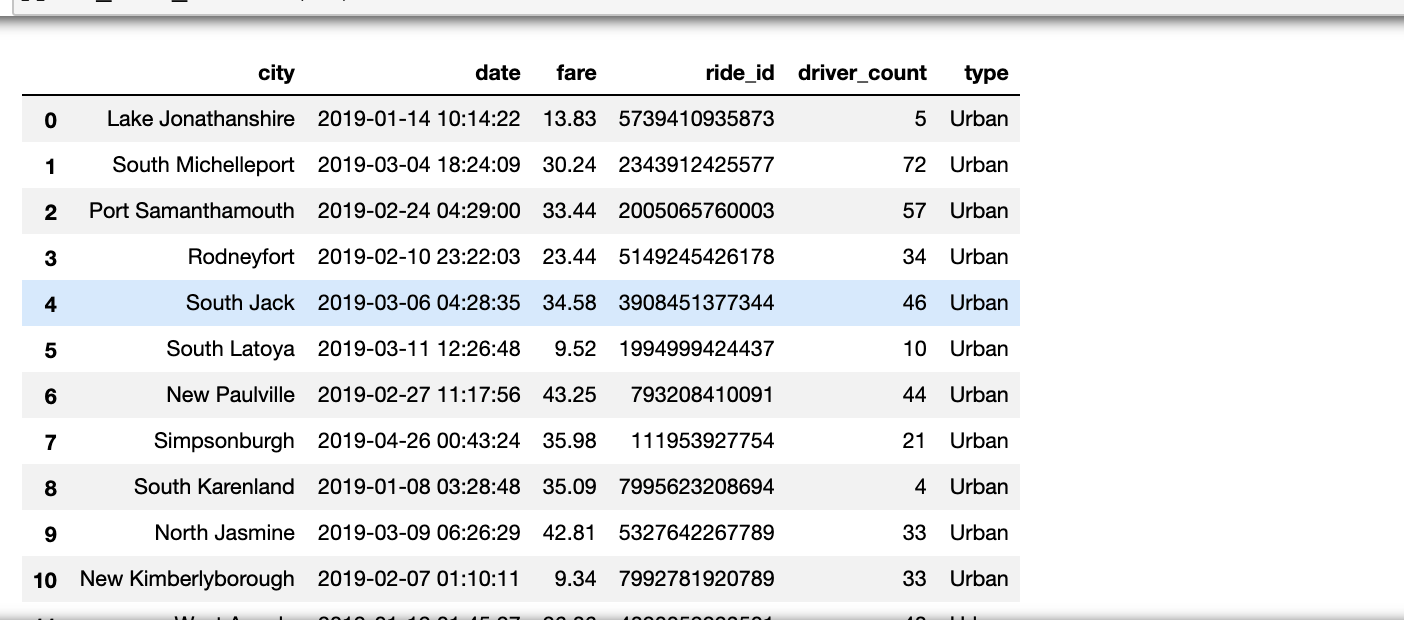 city date fare ride_id driver_count type
0 Lake Jonathanshire 2019-01-14 10:14:22 13.83 5739410935873 5 Urban
1 South Michelleport 2019-03-04 18:24:09 30.24 2343912425577 72 Urban
2 Port Samanthamouth 2019-02-24 04:29:00 33.44 2005065760003 57 Urban
3 Rodneyfort 2019-02-10 23:22:03 23.44 5149245426178 34 Urban
4 South Jack 2019-03-06 04:28:35 34.58 3908451377344 46 Urban
5 South Latoya 2019-03-11 12:26:48 9.52 1994999424437 10 Urban
6 New Paulville 2019-02-27 11:17:56 43.25 793208410091 44 Urban
7 Simpsonburgh 2019-04-26 00:43:24 35.98 111953927754 21 Urban
8 South Karenland 2019-01-08 03:28:48 35.09 7995623208694 4 Urban
9 North Jasmine 2019-03-09 06:26:29 42.81 5327642267789 33 Urban
10 New Kimberlyborough 2019-02-07 01:10:11 9.34 7992781920789 33 Urban